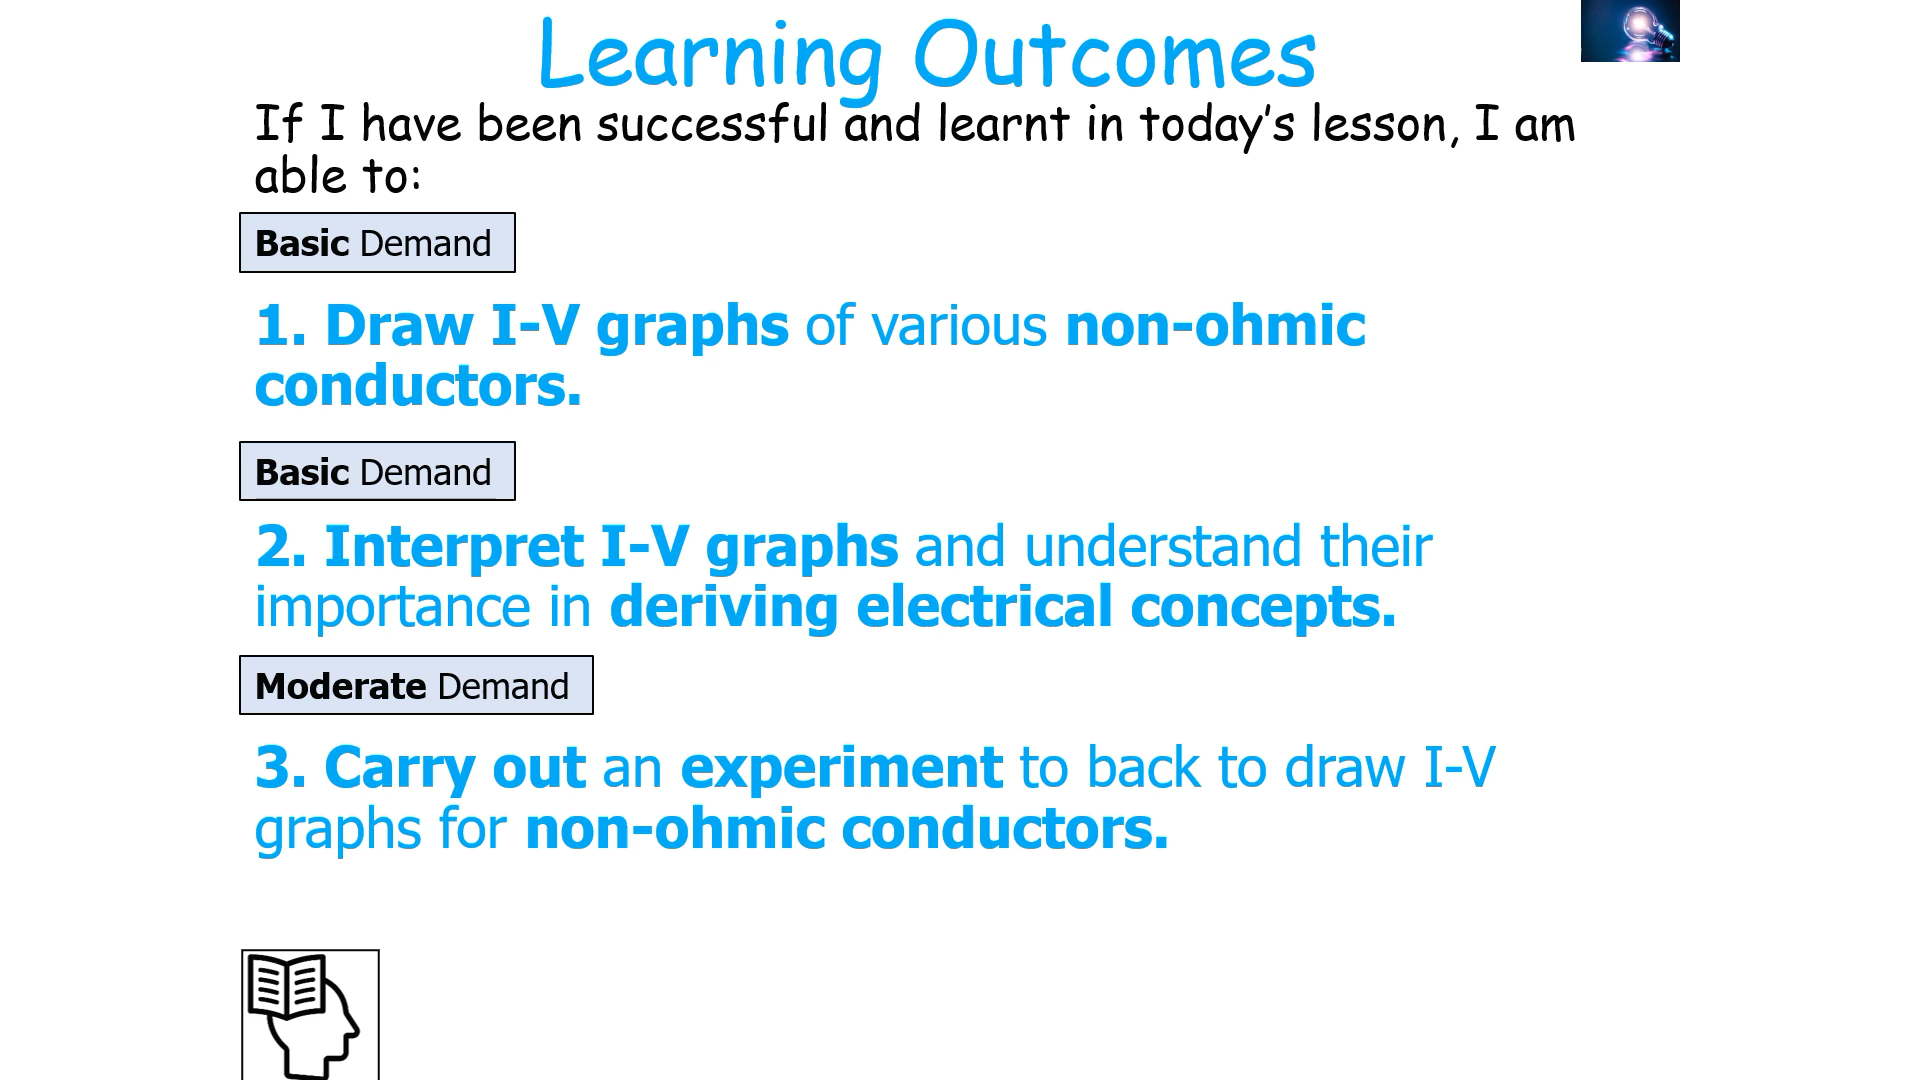 Learning Outcomes
If I have been successful and learnt in today’s lesson, I am
able to:
Basic Demand
1. Draw I-V graphs of various non-ohmic
conductors.
Basic Demand
2. Interpret I-V graphs and understand their
importance in deriving electrical concepts.
Moderate Demand
3. Carry out an experiment to back to draw I-V
graphs for non-ohmic conductors.